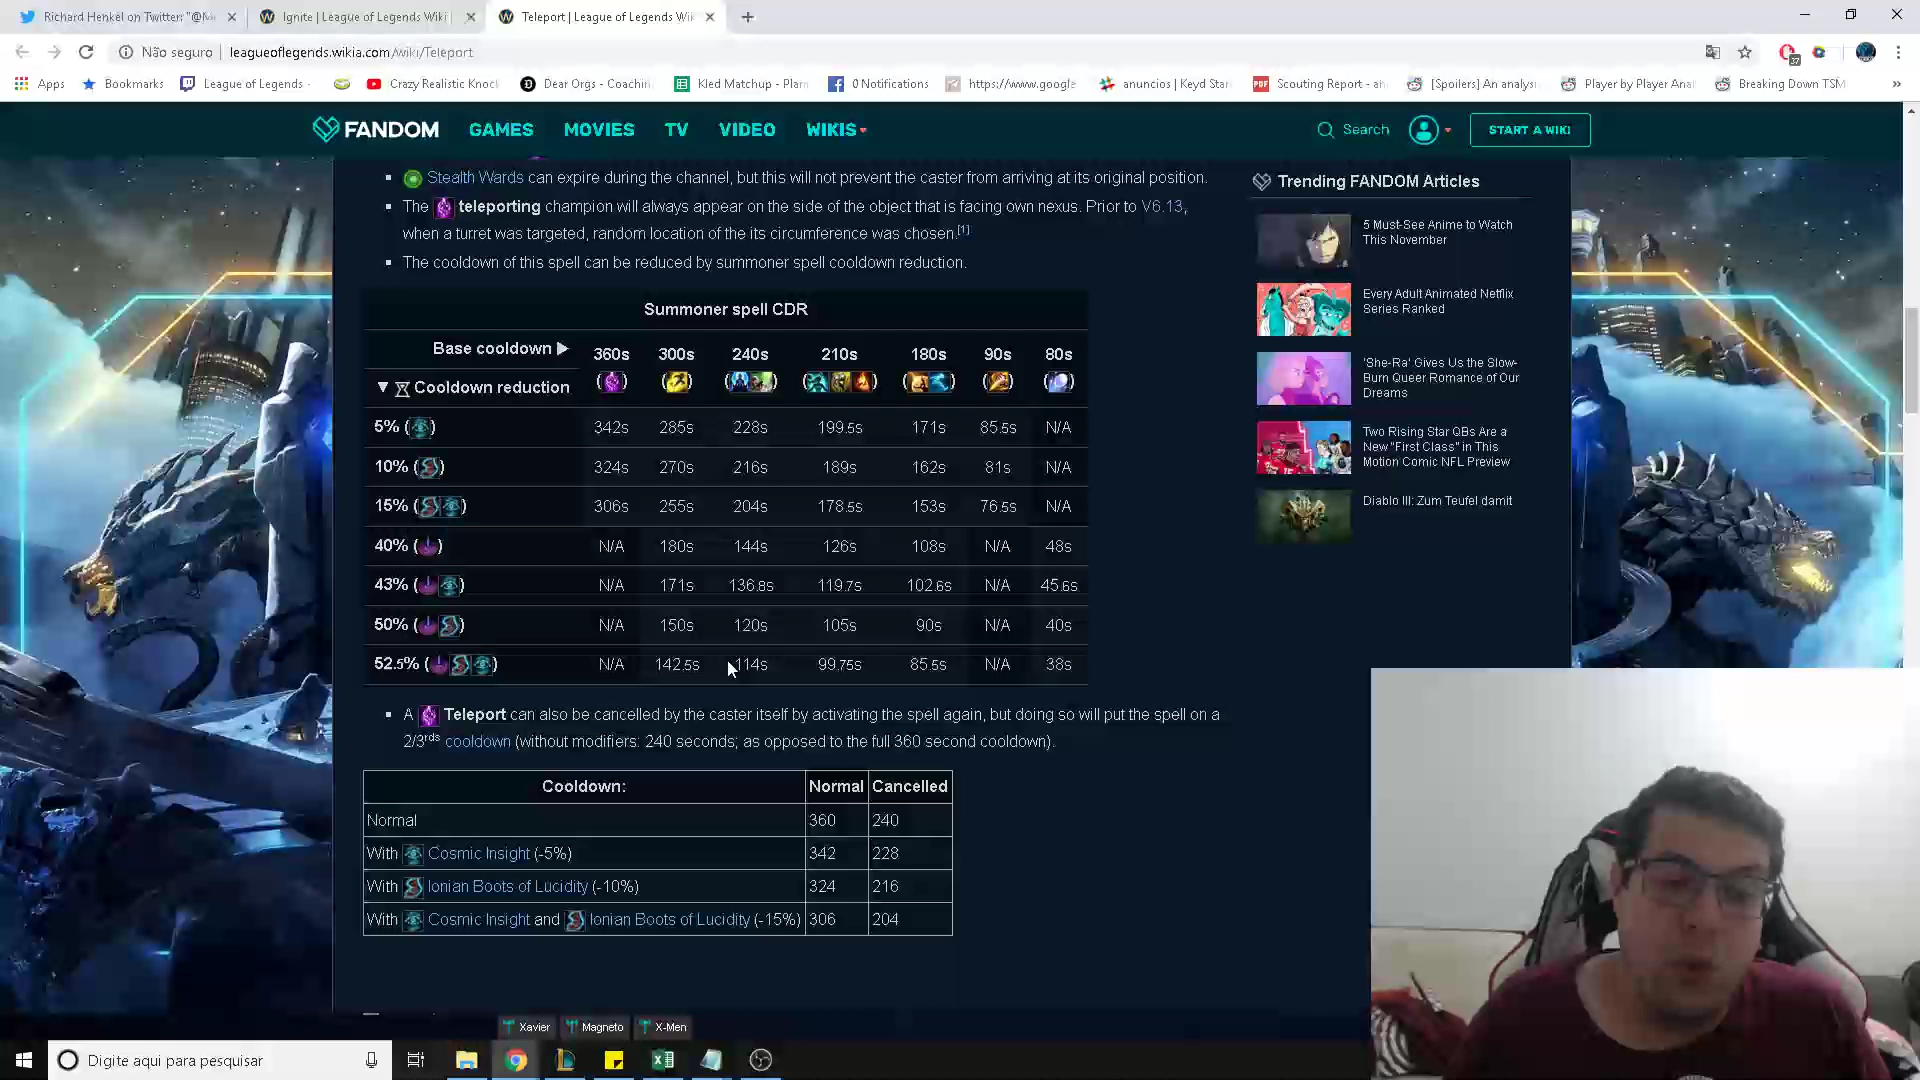 Richard Henkel on Twitter: "@Me
Ignite | League of Legends Wiki
Teleport | League of Legends Wik
Não seguro | leagueoflegends.wikia.com/wiki/Teleport
37
Apps
Bookmarks
League of Legends -
Crazy Realistic Knock
Dear Orgs - Coachin
Kled Matchup - Plan
0 Notifications
https://www.google
anuncios | Keyd Star
Scouting Report - ah
[Spoilers] An analysi
Player by Player Anal
Breaking Down TSM
FANDOM
GAMES
MOVIES
TV
VIDEO
WIKIS
Search
START A WIKI
Stealth Wards can expire during the channel, but this will not prevent the caster from arriving at its original position.
The teleporting champion will always appear on the side of the object that is facing own nexus. Prior to V6.13,
when a turret was targeted, random location of the its circumference was chosen.[1]
The cooldown of this spell can be reduced by summoner spell cooldown reduction.
Summoner spell CDR
Base cooldown ▶ 360s 300s 240s 210s 180s 90s 80s
▼ Cooldown reduction
5% ( ) 342s 285s 228s 199.5s 171s 85.5s N/A
10% ( ) 324s 270s 216s 189s 162s 81s N/A
15% ( ) 306s 255s 204s 178.5s 153s 76.5s N/A
40% ( ) N/A 180s 144s 126s 108s N/A 48s
43% ( ) N/A 171s 136.8s 119.7s 102.6s N/A 45.6s
50% ( ) N/A 150s 120s 105s 90s N/A 40s
52.5% ( ) N/A 142.5s 114s 99.75s 85.5s N/A 38s
A Teleport can also be cancelled by the caster itself by activating the spell again, but doing so will put the spell on a
2/3rds cooldown (without modifiers: 240 seconds; as opposed to the full 360 second cooldown).
Cooldown: Normal Cancelled
Normal 360 240
With Cosmic Insight (-5%) 342 228
With Ionian Boots of Lucidity (-10%) 324 216
With Cosmic Insight and Ionian Boots of Lucidity (-15%) 306 204
Trending FANDOM Articles
5 Must-See Anime to Watch
This November
Every Adult Animated Netflix
Series Ranked
'She-Ra' Gives Us the Slow-
Burn Queer Romance of Our
Dreams
Two Rising Star QBs Are a
New "First Class" in This
Motion Comic NFL Preview
Diablo III: Zum Teufel damit
Xavier
Magneto
X-Men
Digite aqui para pesquisar